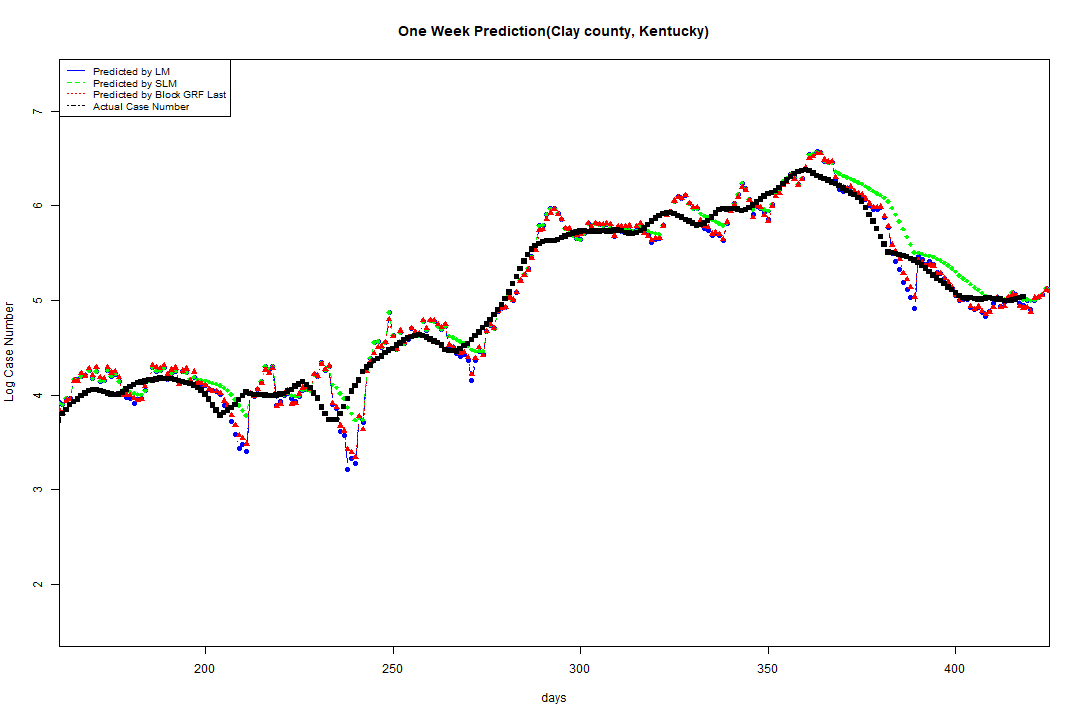 One Week Prediction(Clay county, Kentucky)
Predicted by LM
Predicted by SLM
Predicted by Block GRF Last
Actual Case Number
7
6
5
4
3
2
Log Case Number
200 250 300 350 400
days